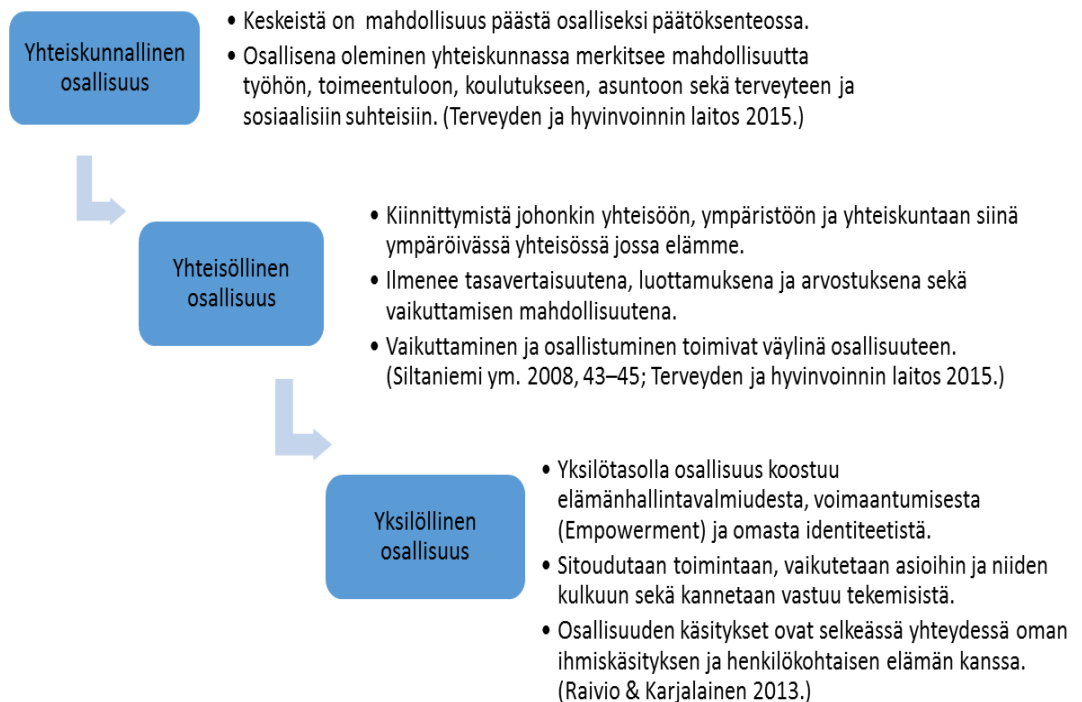 Yhteiskunnallinen
osallisuus
• Keskeistä on mahdollisuus päästä osalliseksi päätöksenteossa.
• Osallisena oleminen yhteiskunnassa merkitsee mahdollisuutta
työhön, toimeentuloon, koulutukseen, asuntoon sekä terveyteen ja
sosiaalisiin suhteisiin. (Terveyden ja hyvinvoinnin laitos 2015.)
Yhteisöllinen
osallisuus
• Kiinnittymistä johonkin yhteisöön, ympäristöön ja yhteiskuntaan siinä
ympäröivässä yhteisössä jossa elämme.
• Ilmenee tasavertaisuutena, luottamuksena ja arvostuksena sekä
vaikuttamisen mahdollisuutena.
• Vaikuttaminen ja osallistuminen toimivat väylinä osallisuuteen.
(Siltaniemi ym. 2008, 43–45; Terveyden ja hyvinvoinnin laitos 2015.)
Yksilöllinen
osallisuus
• Yksilötasolla osallisuus koostuu
elämänhallintavalmiudesta, voimaantumisesta
(Empowerment) ja omasta identiteetistä.
• Sitoudutaan toimintaan, vaikutetaan asioihin ja niiden
kulkuun sekä kannetaan vastuu tekemisistä.
• Osallisuuden käsitykset ovat selkeässä yhteydessä oman
ihmiskäsityksen ja henkilökohtaisen elämän kanssa.
(Raivio & Karjalainen 2013.)